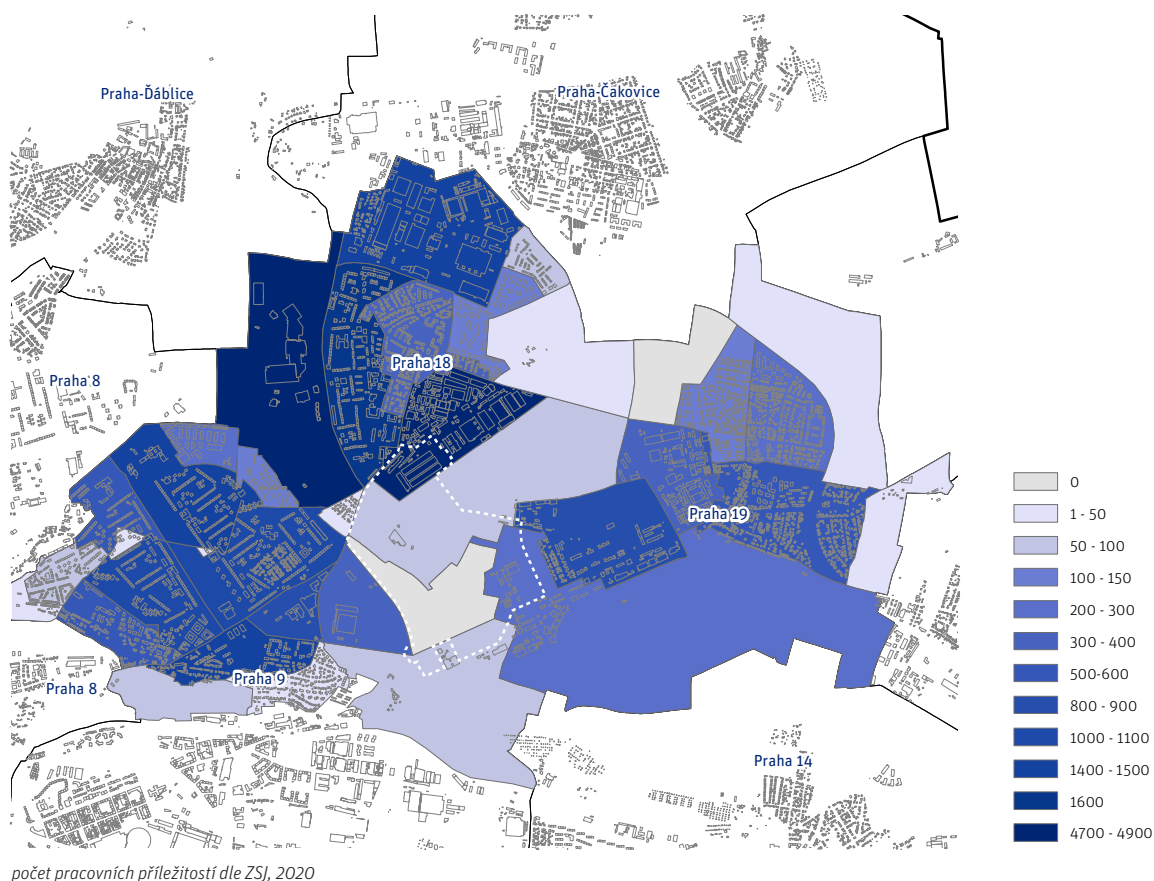 Praha-Ďáblice
Praha-Čakovice
Praha 8
Praha 18
Praha 19
Praha 8
Praha 9
Praha 14
0
1 - 50
50 - 100
100 - 150
200 - 300
300 - 400
500-600
800 - 900
1000 - 1100
1400 - 1500
1600
4700 - 4900
počet pracovních příležitostí dle ZSJ, 2020